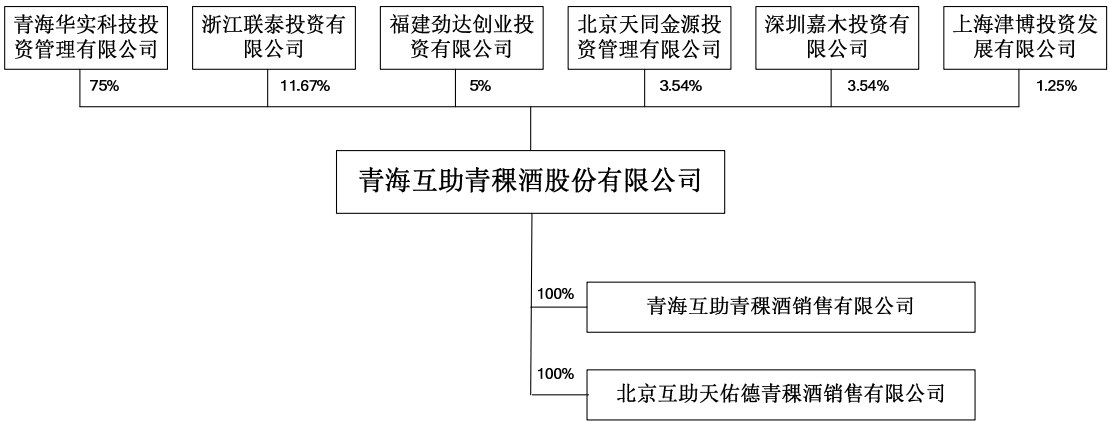 青海华实科技投
资管理有限公司
浙江联泰投资有
限公司
福建劲达创业投
资有限公司
北京天同金源投
资管理有限公司
深圳嘉木投资有
限公司
上海津博投资发
展有限公司
75%
11.67%
5%
3.54%
3.54%
1.25%
青海互助青稞酒股份有限公司
100%
青海互助青稞酒销售有限公司
100%
北京互助天佑德青稞酒销售有限公司